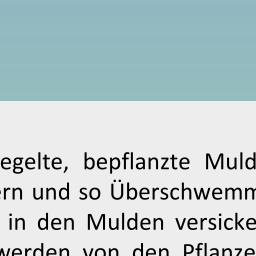 egelte, bepflanzte Muld
ern und so Überschwemm
in den Mulden versicke
werden von den Pflanze